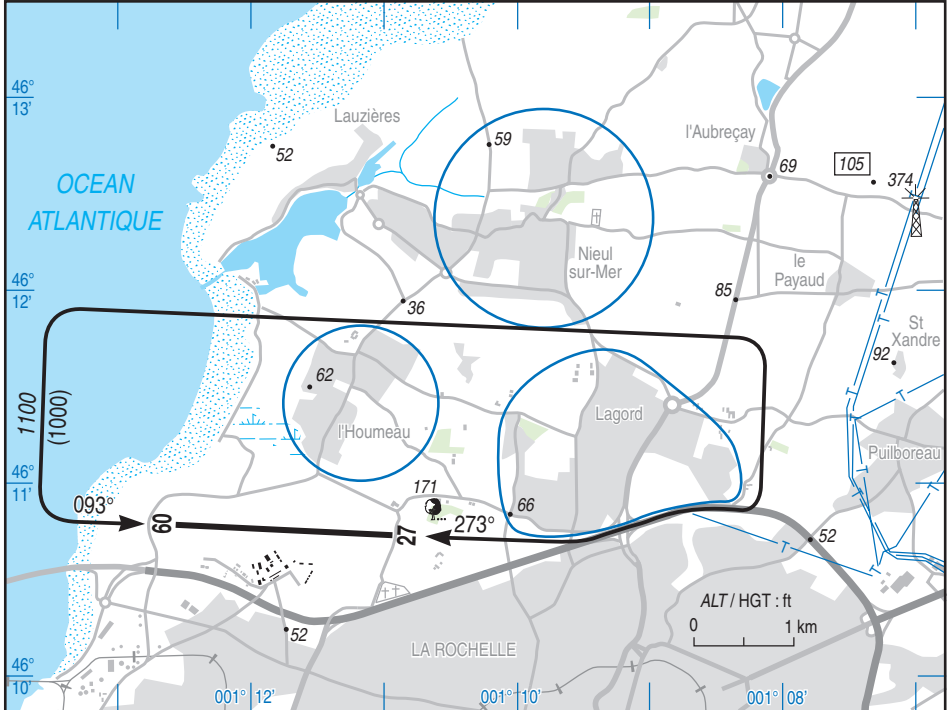 46°
13'
Lauzières
52
59
l'Aubreçay
69
105
374
OCEAN
ATLANTIQUE
Nieul
sur-Mer
le
Payaud
46°
12'
36
85
St
Xandre
92
T
T
T
1100
(1000)
62
l'Houmeau
Lagord
Puilboreau
T
46°
11'
093°
09
171
27
273°
66
T
T
T
52
52
ALT / HGT : ft
0
1 km
LA ROCHELLE
46°
10'
001° 12'
001° 10'
001° 08'